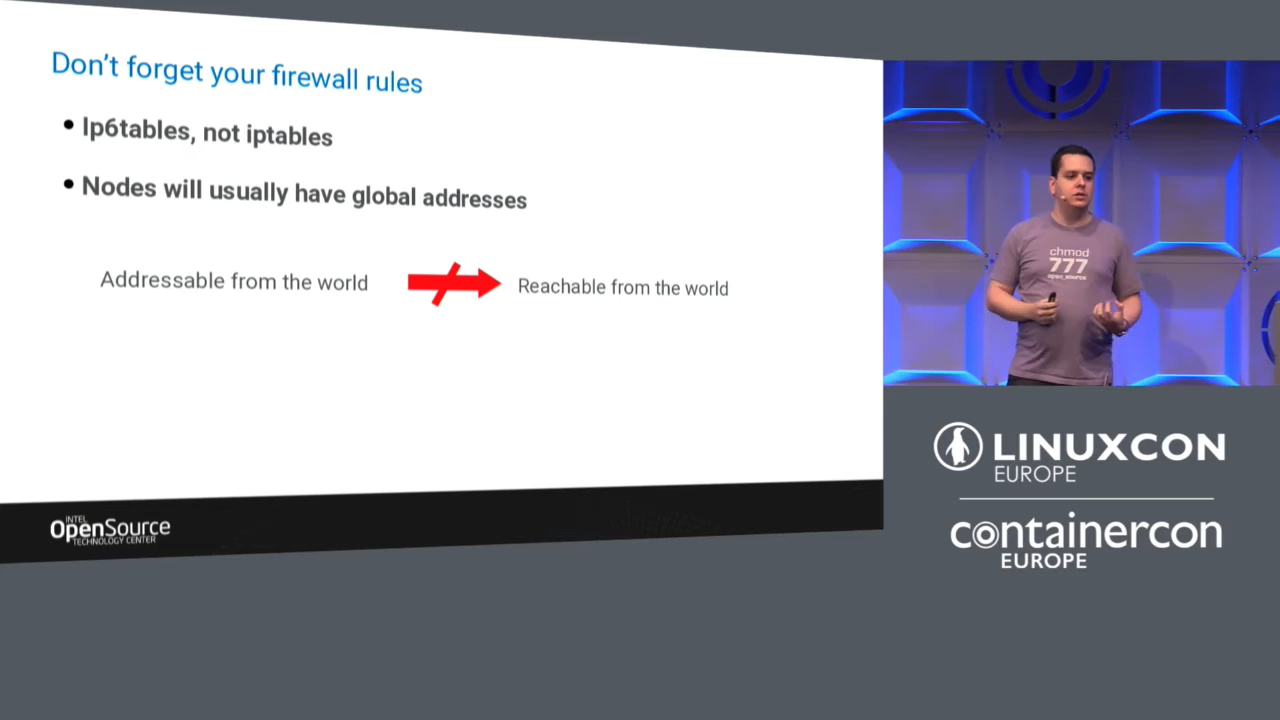 Don't forget your firewall rules
Ip6tables, not iptables
Nodes will usually have global addresses
Addressable from the world
Reachable from the world
chmod
777
open_source
INTEL
OpenSource
TECHNOLOGY CENTER
LINUXCON
EUROPE
containercon
EUROPE